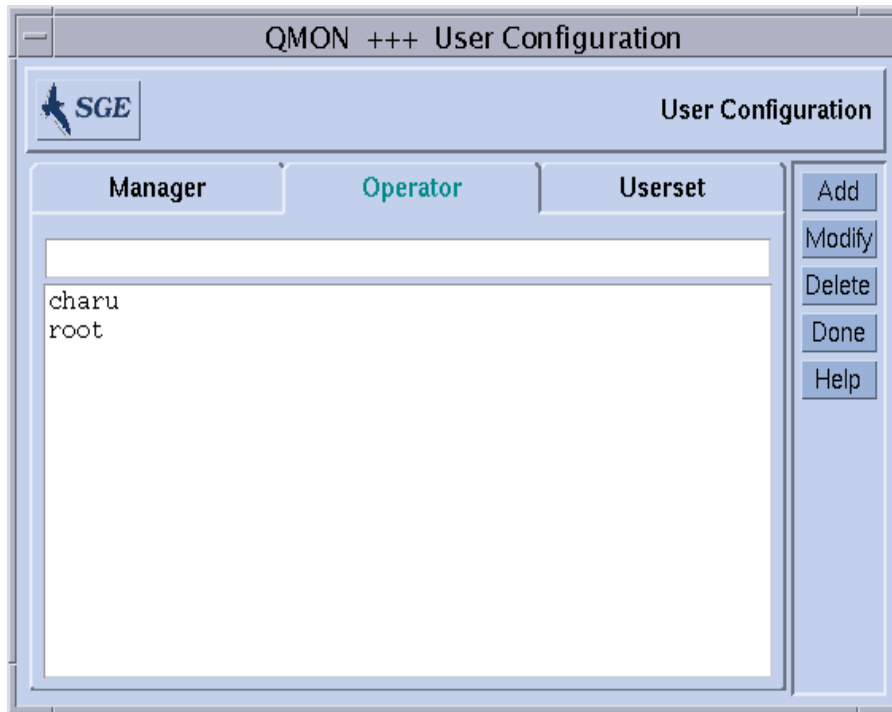 QMON +++ User Configuration
SGE
User Configuration
Manager
Operator
Userset
charu
root
Add
Modify
Delete
Done
Help